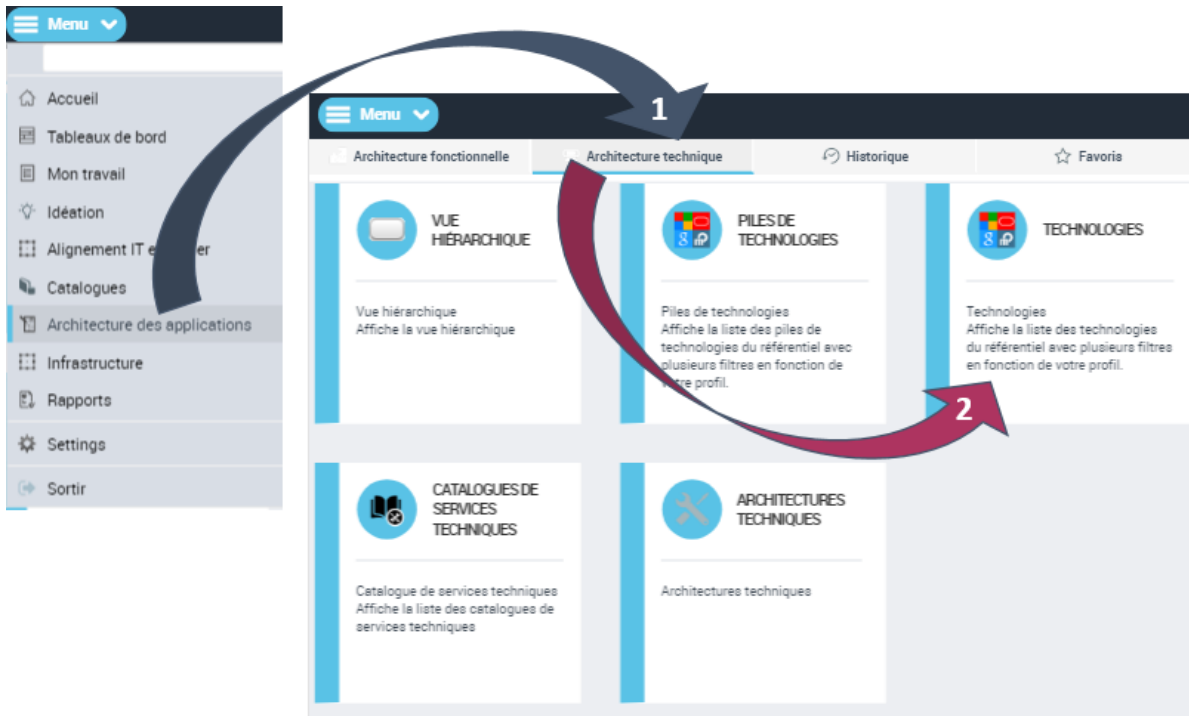 Menu
Accueil
Tableaux de bord
Mon travail
Idéation
Alignement IT e er
Catalogues
Architecture des applications
Infrastructure
Rapports
Settings
Sortir
1
Menu
Architecture fonctionnelle
Architecture technique
Historique
Favoris
VUE
HIÉRARCHIQUE
Vue hiérarchique
Affiche la vue hiérarchique
PILES DE
TECHNOLOGIES
Piles de technologies
Affiche la liste des piles de
technologies du référentiel avec
plusieurs filtres en fonction de
votre profil.
TECHNOLOGIES
Technologies
Affiche la liste des technologies
du référentiel avec plusieurs filtres
en fonction de votre profil.
2
CATALOGUES DE
SERVICES
TECHNIQUES
Catalogue de services techniques
Affiche la liste des catalogues de
services techniques
ARCHITECTURES
TECHNIQUES
Architectures techniques